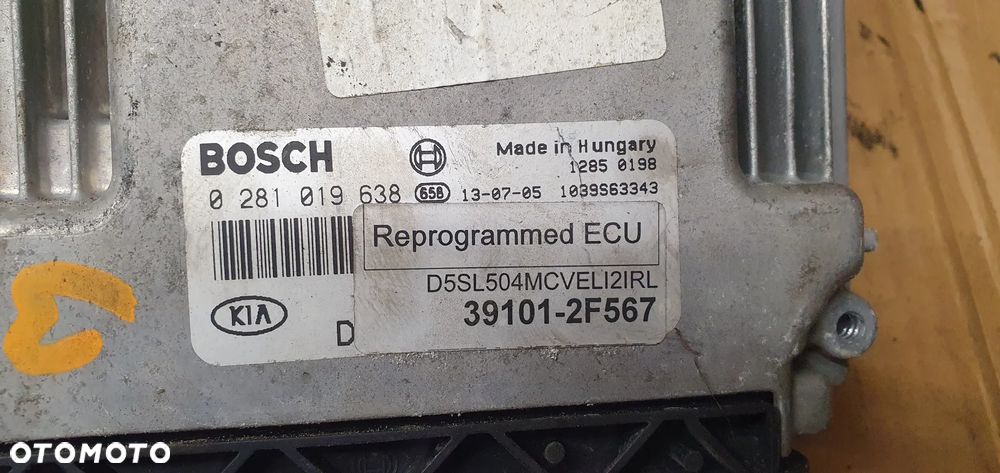 BOSCH
Made in Hungary
1285 0198
0 281 019 638 658 13-07-05 1039S63343
Reprogrammed ECU
D5SL504MCVELI2IRL
KIA
D
39101-2F567
3
OTOMOTO